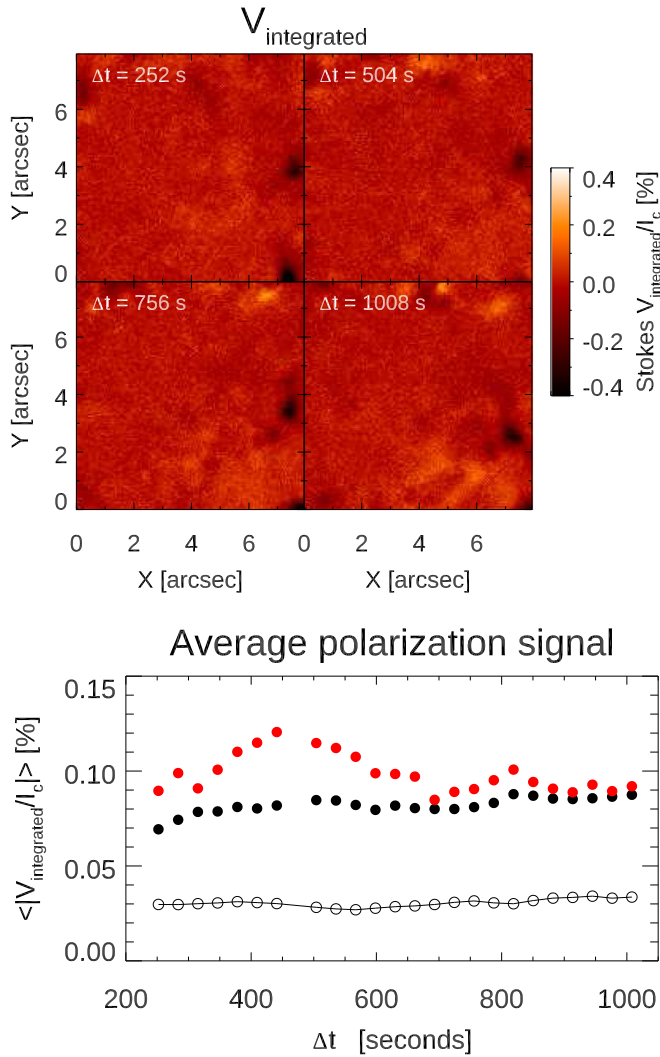 V_integrated
Δt = 252 s
Δt = 504 s
6
4
2
0
Y [arcsec]
Δt = 756 s
Δt = 1008 s
6
4
2
0
Y [arcsec]
0 2 4 6 0 2 4 6
X [arcsec] X [arcsec]
0.4
0.2
0.0
-0.2
-0.4
Stokes V_integrated/I_c [%]
Average polarization signal
0.15
0.10
0.05
0.00
<|V_integrated/I_c|> [%]
200 400 600 800 1000
Δt [seconds]